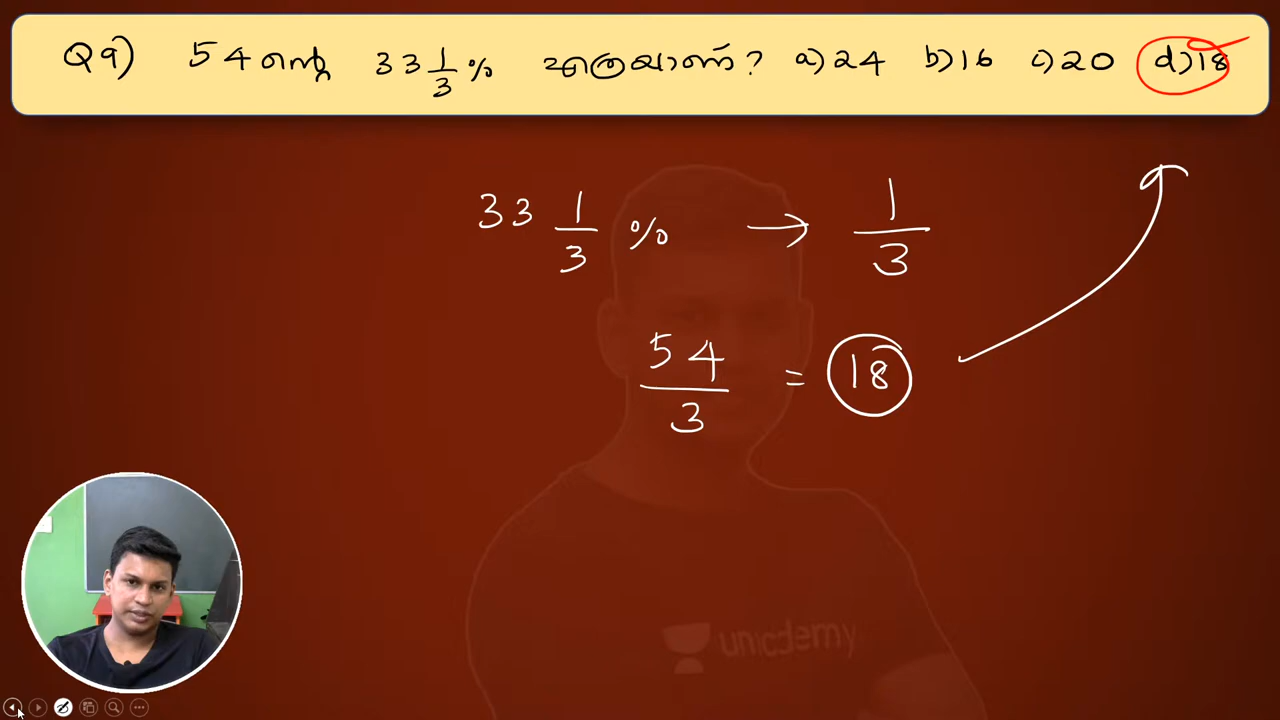 Q9) 54ന്റെ 33 1/3 % എത്രയാണ്? a) 24 b) 16 c) 20 d) 18
33 1/3 % → 1/3
54/3 = 18
unacademy